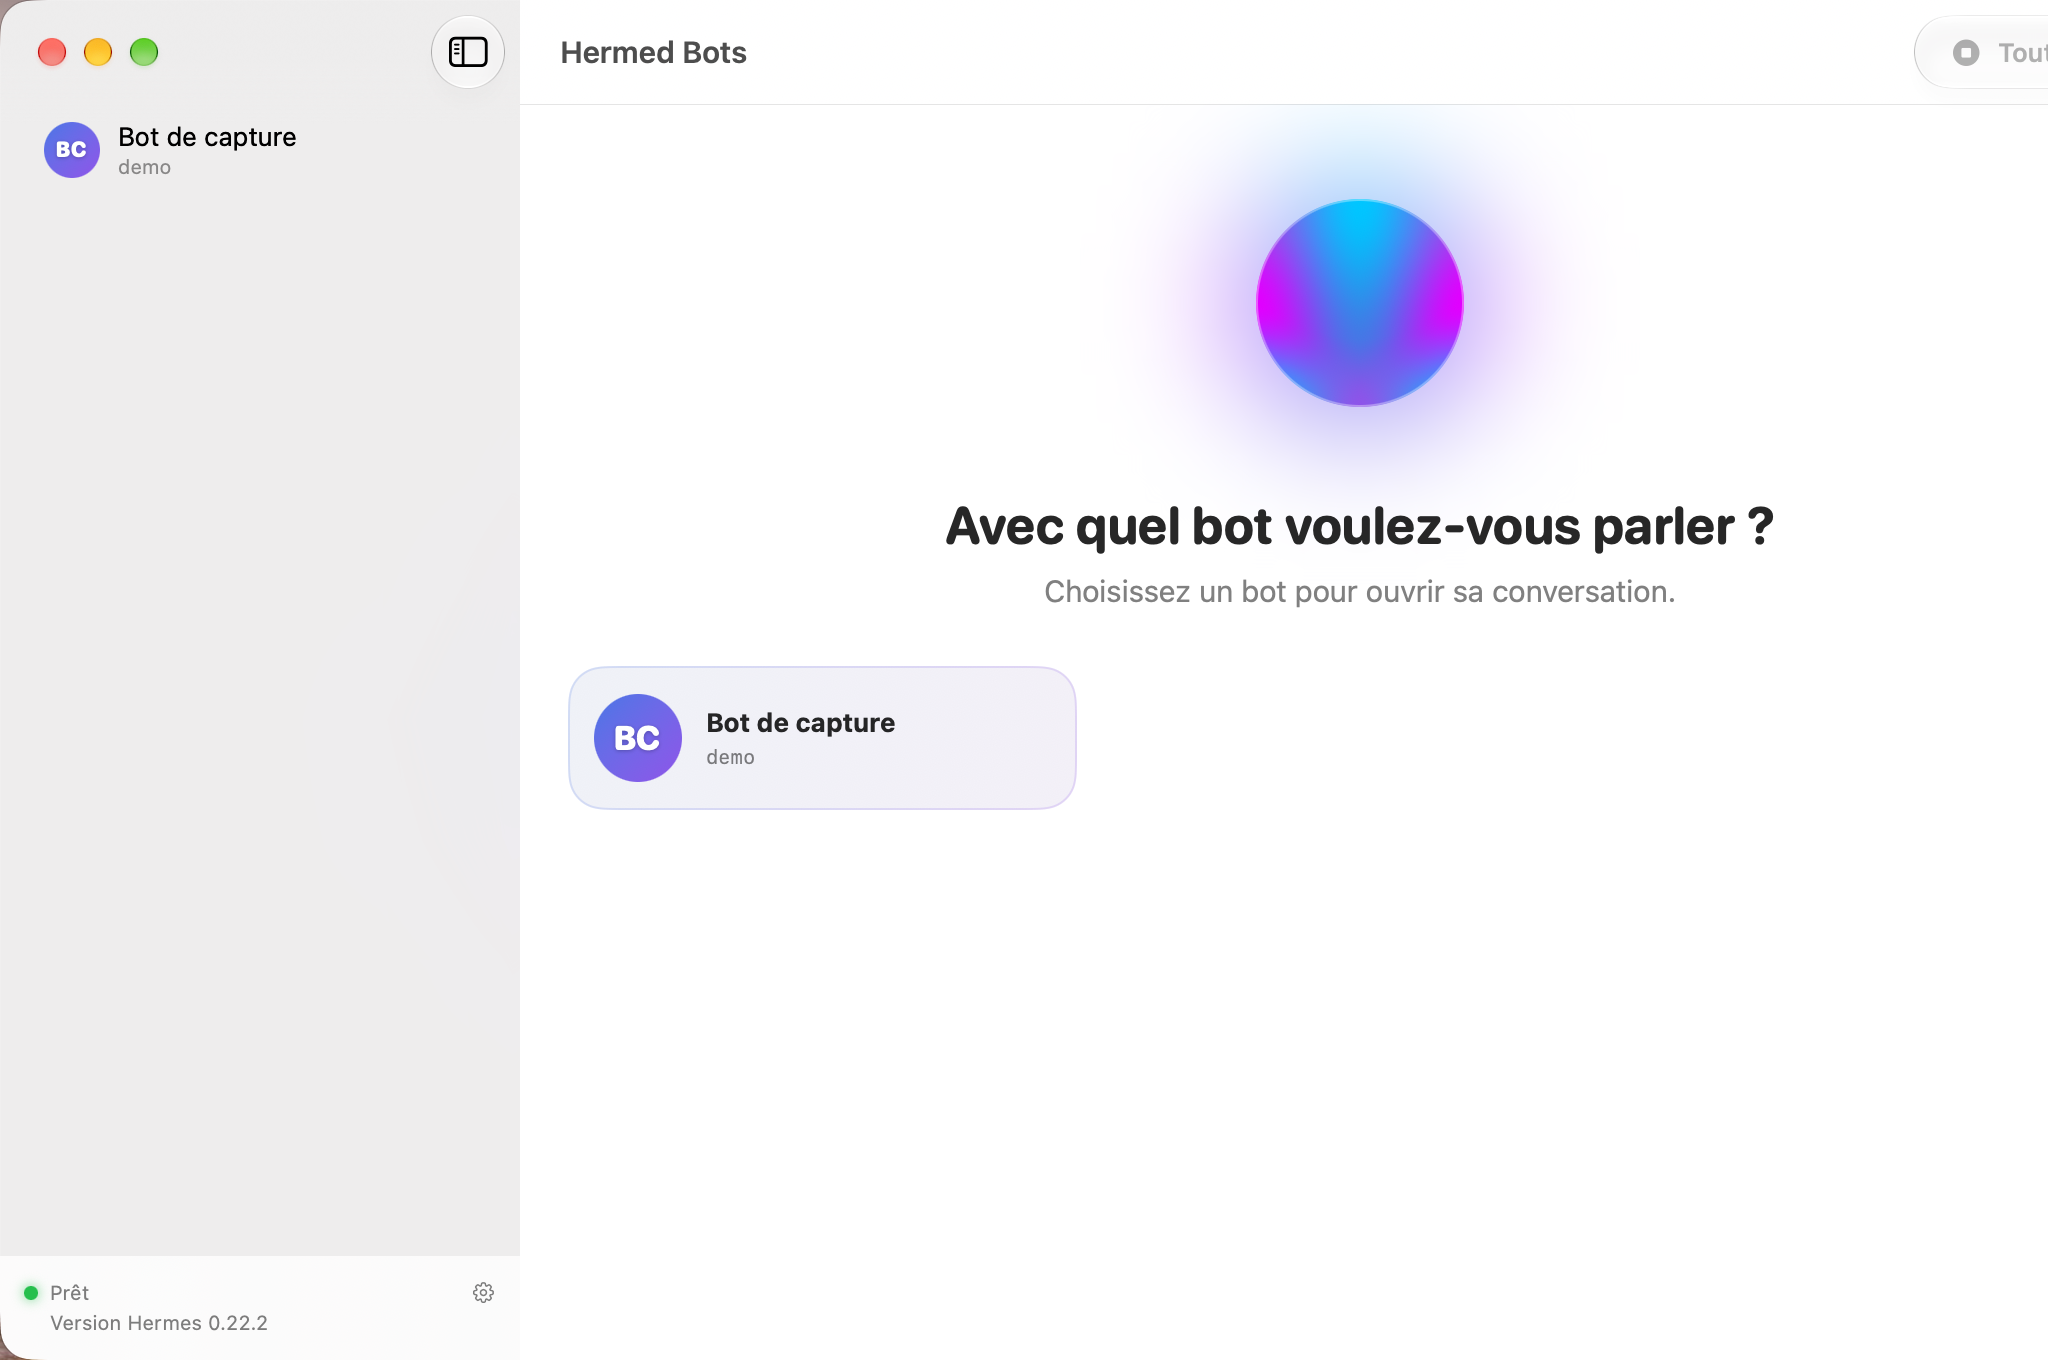 Hermed Bots
Tout
BC
Bot de capture
demo
Avec quel bot voulez-vous parler ?
Choisissez un bot pour ouvrir sa conversation.
BC
Bot de capture
demo
Prêt
Version Hermes 0.22.2